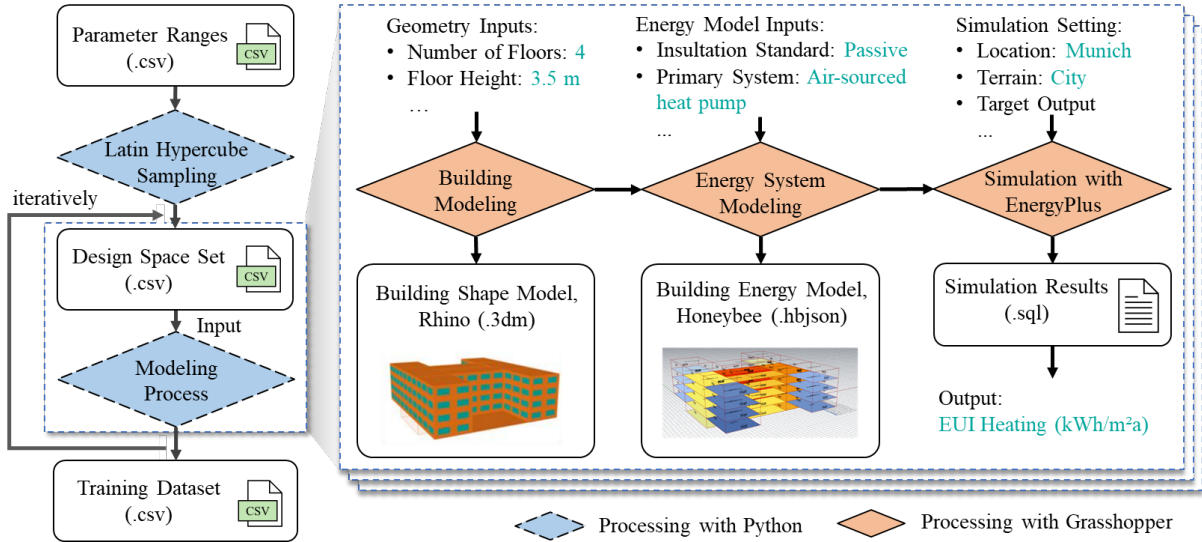 Parameter Ranges
(.csv)
CSV
Latin Hypercube
Sampling
iteratively
Design Space Set
(.csv)
CSV
Input
Modeling
Process
Training Dataset
(.csv)
CSV
Geometry Inputs:
• Number of Floors: 4
• Floor Height: 3.5 m
…
Energy Model Inputs:
• Insultation Standard: Passive
• Primary System: Air-sourced
heat pump
...
Simulation Setting:
• Location: Munich
• Terrain: City
• Target Output
...
Building
Modeling
Energy System
Modeling
Simulation with
EnergyPlus
Building Shape Model,
Rhino (.3dm)
Building Energy Model,
Honeybee (.hbjson)
Simulation Results
(.sql)
Output:
EUI Heating (kWh/m²a)
Processing with Python
Processing with Grasshopper